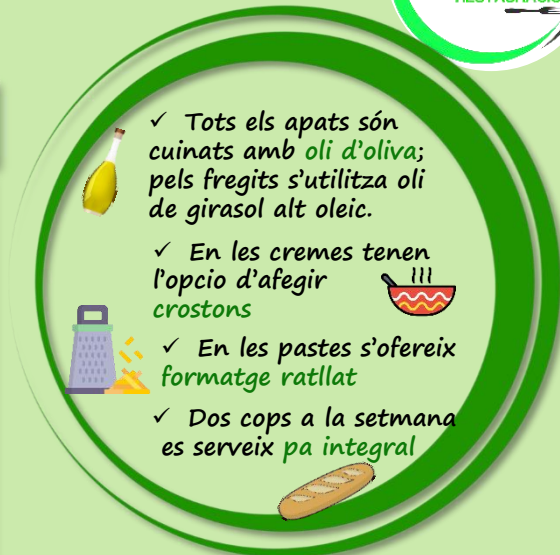 ✓ Tots els apats són
cuinats amb oli d'oliva;
pels fregits s'utilitza oli
de girasol alt oleic.
✓ En les cremes tenen
l'opcio d'afegir
crostons
✓ En les pastes s'ofereix
formatge ratllat
✓ Dos cops a la setmana
es serveix pa integral